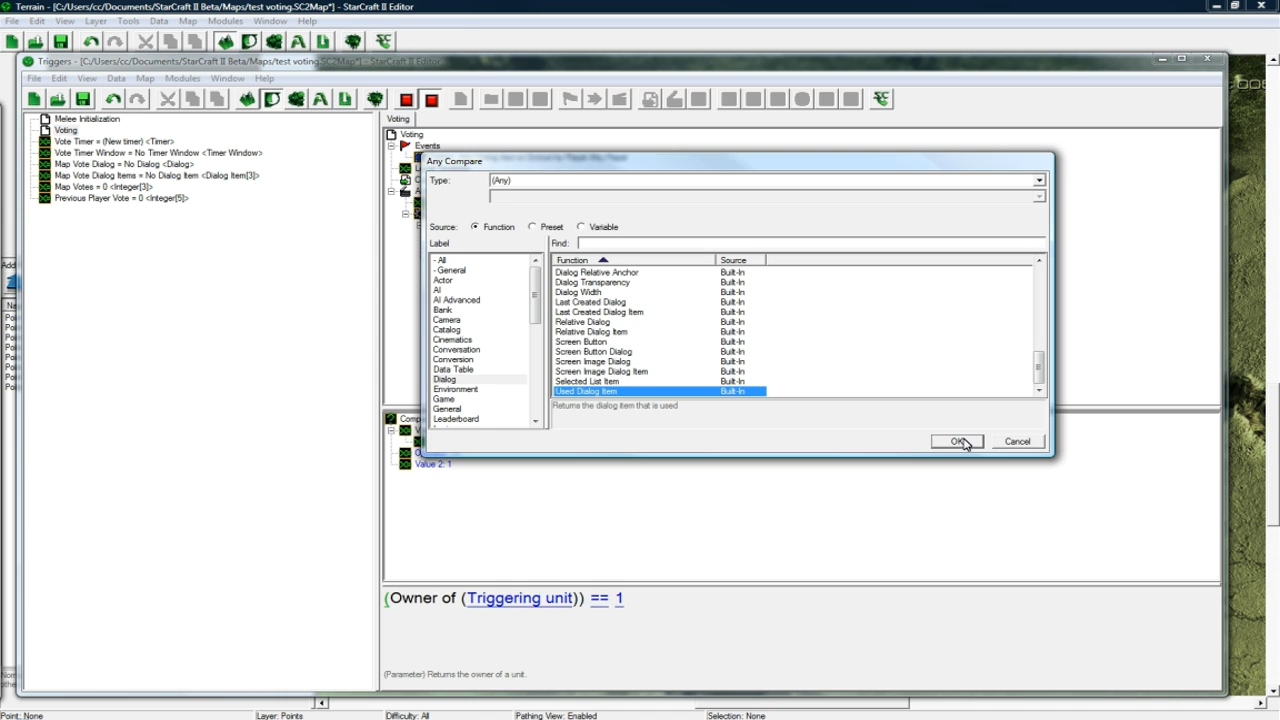 Terrain - [C:/Users/cc/Documents/StarCraft II Beta/Maps/test voting.SC2Map*] - StarCraft II Editor
File Edit View Layer Tools Data Map Modules Window Help
Triggers - [C:/Users/cc/Documents/StarCraft II Beta/Maps/test voting.SC2Map*] - StarCraft II Editor
File Edit View Data Map Modules Window Help
Melee Initialization
Voting
Vote Timer = (New timer) <Timer>
Vote Timer Window = No Timer Window <Timer Window>
Map Vote Dialog = No Dialog <Dialog>
Map Vote Dialog Items = No Dialog Item <Dialog Item[3]>
Map Votes = 0 <Integer[3]>
Previous Player Vote = 0 <Integer[5]>
Voting
Voting
Events
Any Compare
Type: (Any)
Source: Function Preset Variable
Label Find:
- All
- General
Actor
AI
AI Advanced
Bank
Camera
Catalog
Cinematics
Conversation
Conversion
Data Table
Dialog
Environment
Game
General
Leaderboard
Function Source
Dialog Relative Anchor Built-In
Dialog Transparency Built-In
Dialog Width Built-In
Last Created Dialog Built-In
Last Created Dialog Item Built-In
Relative Dialog Built-In
Relative Dialog Item Built-In
Screen Button Built-In
Screen Button Dialog Built-In
Screen Image Dialog Built-In
Screen Image Dialog Item Built-In
Selected List Item Built-In
Used Dialog Item Built-In
Returns the dialog item that is used
OK Cancel
Value 2: 1
(Owner of (Triggering unit)) == 1
(Parameter) Returns the owner of a unit.
Point: None Layer: Points Difficulty: All Pathing View: Enabled Selection: None